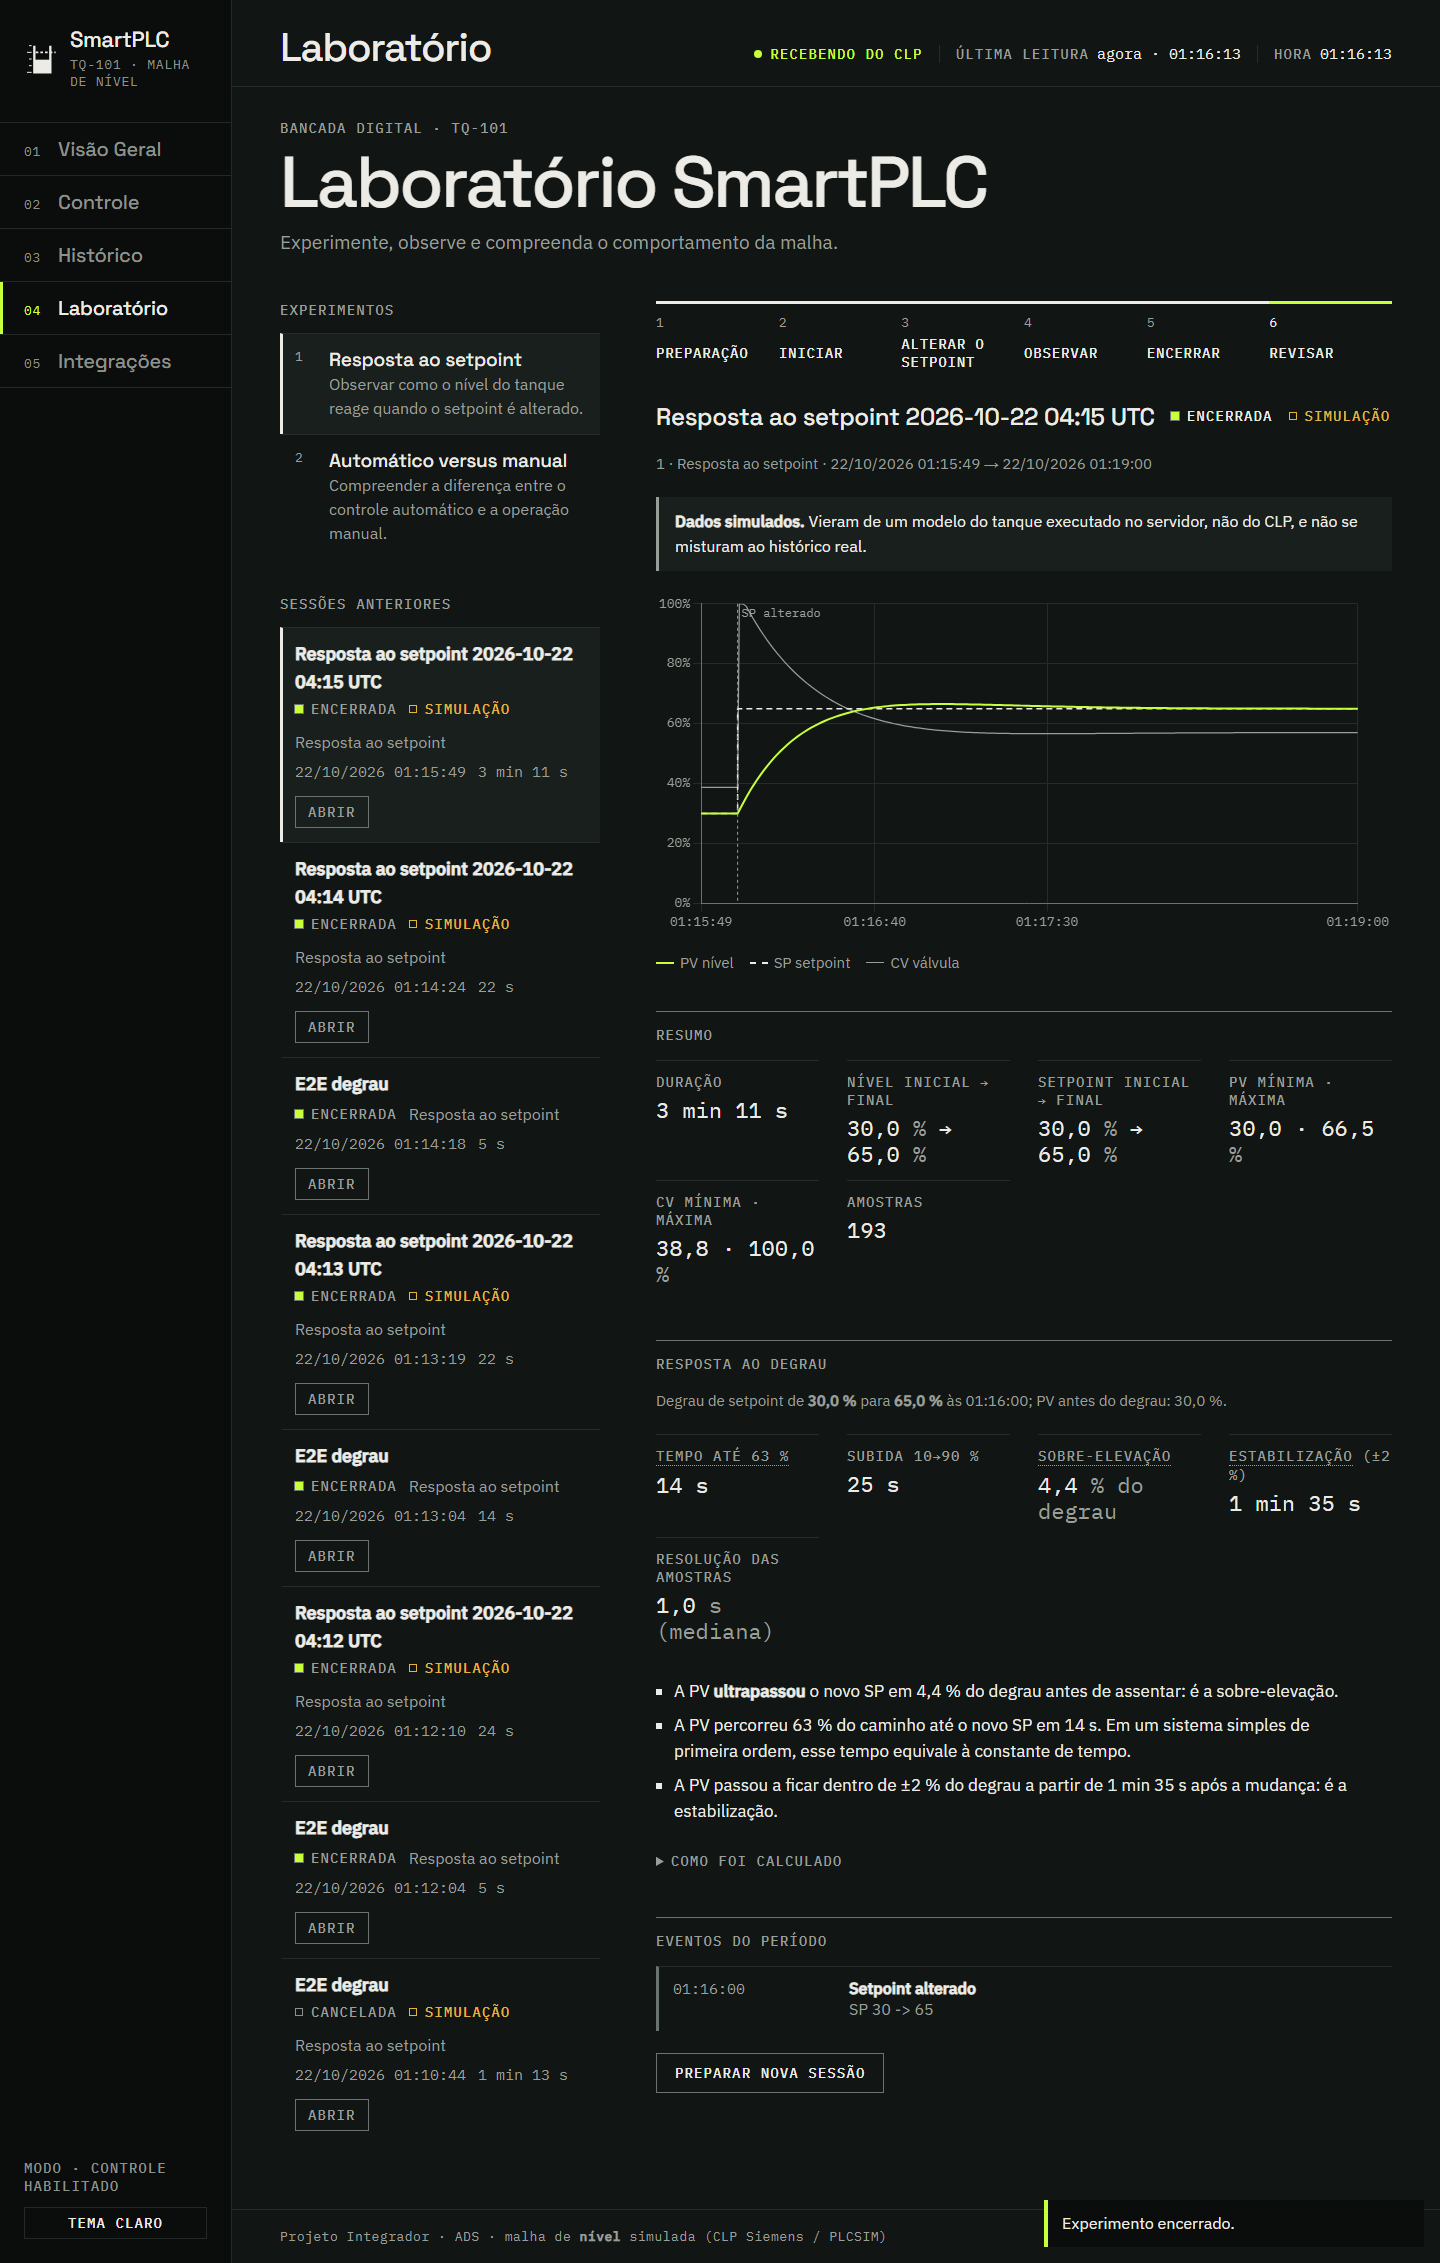 SmartPLC
TQ-101 · MALHA
DE NÍVEL
01 Visão Geral
02 Controle
03 Histórico
04 Laboratório
05 Integrações
MODO · CONTROLE
HABILITADO
TEMA CLARO
Laboratório
RECEBENDO DO CLP
ÚLTIMA LEITURA agora · 01:16:13
HORA 01:16:13
BANCADA DIGITAL · TQ-101
Laboratório SmartPLC
Experimente, observe e compreenda o comportamento da malha.
EXPERIMENTOS
1 Resposta ao setpoint
Observar como o nível do tanque
reage quando o setpoint é alterado.
2 Automático versus manual
Compreender a diferença entre o
controle automático e a operação
manual.
SESSÕES ANTERIORES
Resposta ao setpoint 2026-10-22
04:15 UTC
ENCERRADA SIMULAÇÃO
Resposta ao setpoint
22/10/2026 01:15:49 3 min 11 s
ABRIR
Resposta ao setpoint 2026-10-22
04:14 UTC
ENCERRADA SIMULAÇÃO
Resposta ao setpoint
22/10/2026 01:14:24 22 s
ABRIR
E2E degrau
ENCERRADA Resposta ao setpoint
22/10/2026 01:14:18 5 s
ABRIR
Resposta ao setpoint 2026-10-22
04:13 UTC
ENCERRADA SIMULAÇÃO
Resposta ao setpoint
22/10/2026 01:13:19 22 s
ABRIR
E2E degrau
ENCERRADA Resposta ao setpoint
22/10/2026 01:13:04 14 s
ABRIR
Resposta ao setpoint 2026-10-22
04:12 UTC
ENCERRADA SIMULAÇÃO
Resposta ao setpoint
22/10/2026 01:12:10 24 s
ABRIR
E2E degrau
ENCERRADA Resposta ao setpoint
22/10/2026 01:12:04 5 s
ABRIR
E2E degrau
CANCELADA SIMULAÇÃO
Resposta ao setpoint
22/10/2026 01:10:44 1 min 13 s
ABRIR
1 PREPARAÇÃO
2 INICIAR
3 ALTERAR O
SETPOINT
4 OBSERVAR
5 ENCERRAR
6 REVISAR
Resposta ao setpoint 2026-10-22 04:15 UTC ENCERRADA SIMULAÇÃO
1 · Resposta ao setpoint · 22/10/2026 01:15:49 → 22/10/2026 01:19:00
Dados simulados. Vieram de um modelo do tanque executado no servidor, não do CLP, e não se
misturam ao histórico real.
100%
SP alterado
80%
60%
40%
20%
0%
01:15:49 01:16:40 01:17:30 01:19:00
PV nível SP setpoint CV válvula
RESUMO
DURAÇÃO
3 min 11 s
NÍVEL INICIAL →
FINAL
30,0 % →
65,0 %
SETPOINT INICIAL
→ FINAL
30,0 % →
65,0 %
PV MÍNIMA ·
MÁXIMA
30,0 · 66,5
%
CV MÍNIMA ·
MÁXIMA
38,8 · 100,0
%
AMOSTRAS
193
RESPOSTA AO DEGRAU
Degrau de setpoint de 30,0 % para 65,0 % às 01:16:00; PV antes do degrau: 30,0 %.
TEMPO ATÉ 63 %
14 s
SUBIDA 10→90 %
25 s
SOBRE-ELEVAÇÃO
4,4 % do
degrau
ESTABILIZAÇÃO (±2
%)
1 min 35 s
RESOLUÇÃO DAS
AMOSTRAS
1,0 s
(mediana)
A PV ultrapassou o novo SP em 4,4 % do degrau antes de assentar: é a sobre-elevação.
A PV percorreu 63 % do caminho até o novo SP em 14 s. Em um sistema simples de
primeira ordem, esse tempo equivale à constante de tempo.
A PV passou a ficar dentro de ±2 % do degrau a partir de 1 min 35 s após a mudança: é a
estabilização.
COMO FOI CALCULADO
EVENTOS DO PERÍODO
01:16:00 Setpoint alterado
SP 30 -> 65
PREPARAR NOVA SESSÃO
Projeto Integrador · ADS · malha de nível simulada (CLP Siemens / PLCSIM)
Experimento encerrado.